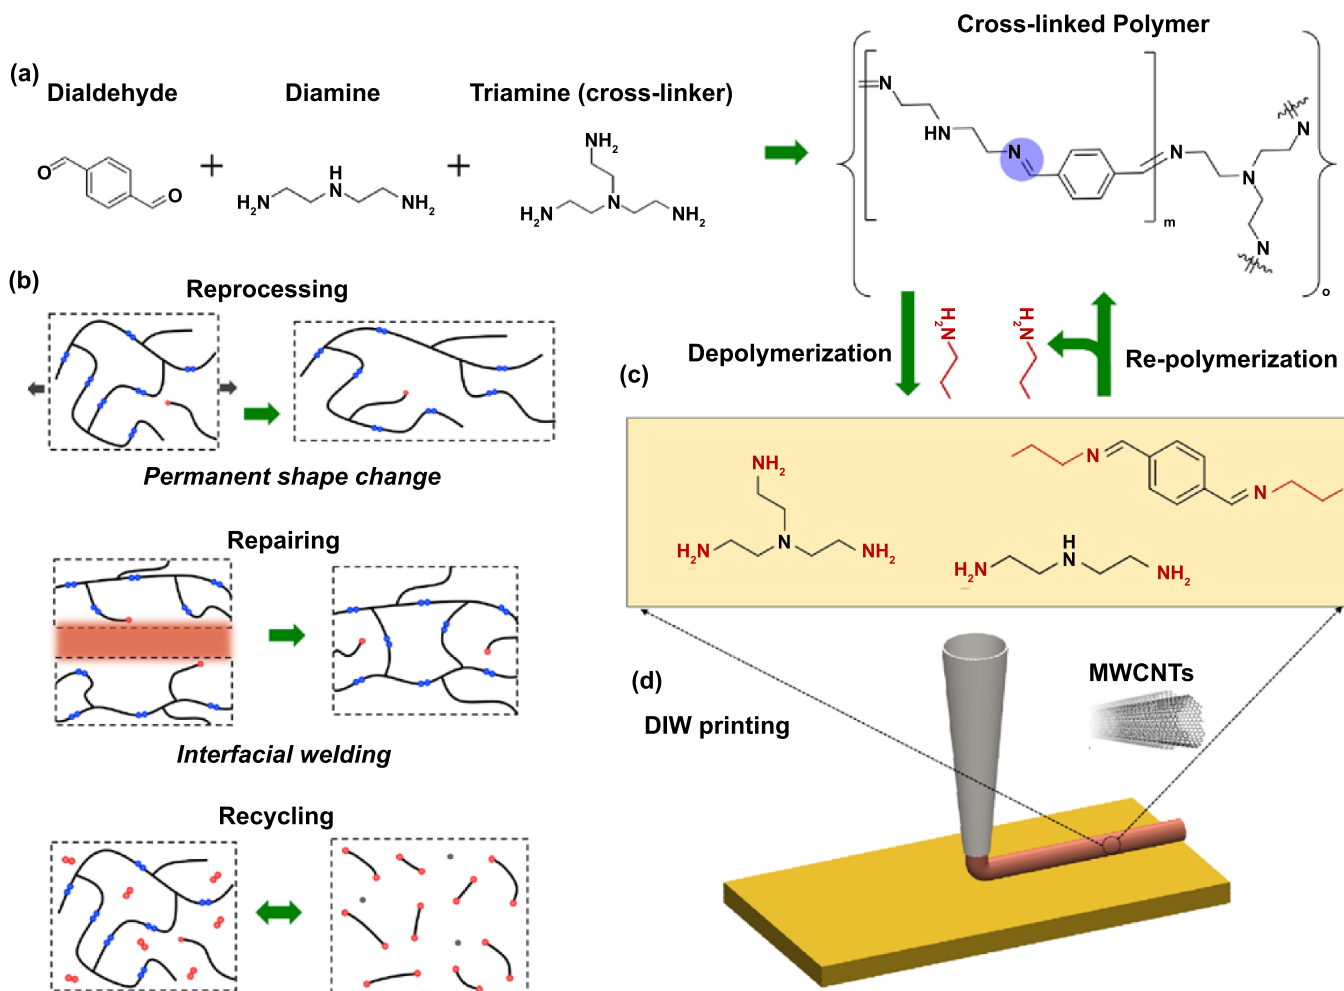 Cross-linked Polymer
(a)
Dialdehyde
Diamine
Triamine (cross-linker)
O
O
+
H₂N
H
N
NH₂
+
NH₂
H₂N
N
NH₂
N
HN
N
N
N
N
N
m
o
(b)
Reprocessing
Permanent shape change
Repairing
Interfacial welding
Recycling
Depolymerization
H₂N
H₂N
Re-polymerization
(c)
NH₂
H₂N
N
NH₂
N
N
H₂N
H
N
NH₂
(d)
DIW printing
MWCNTs